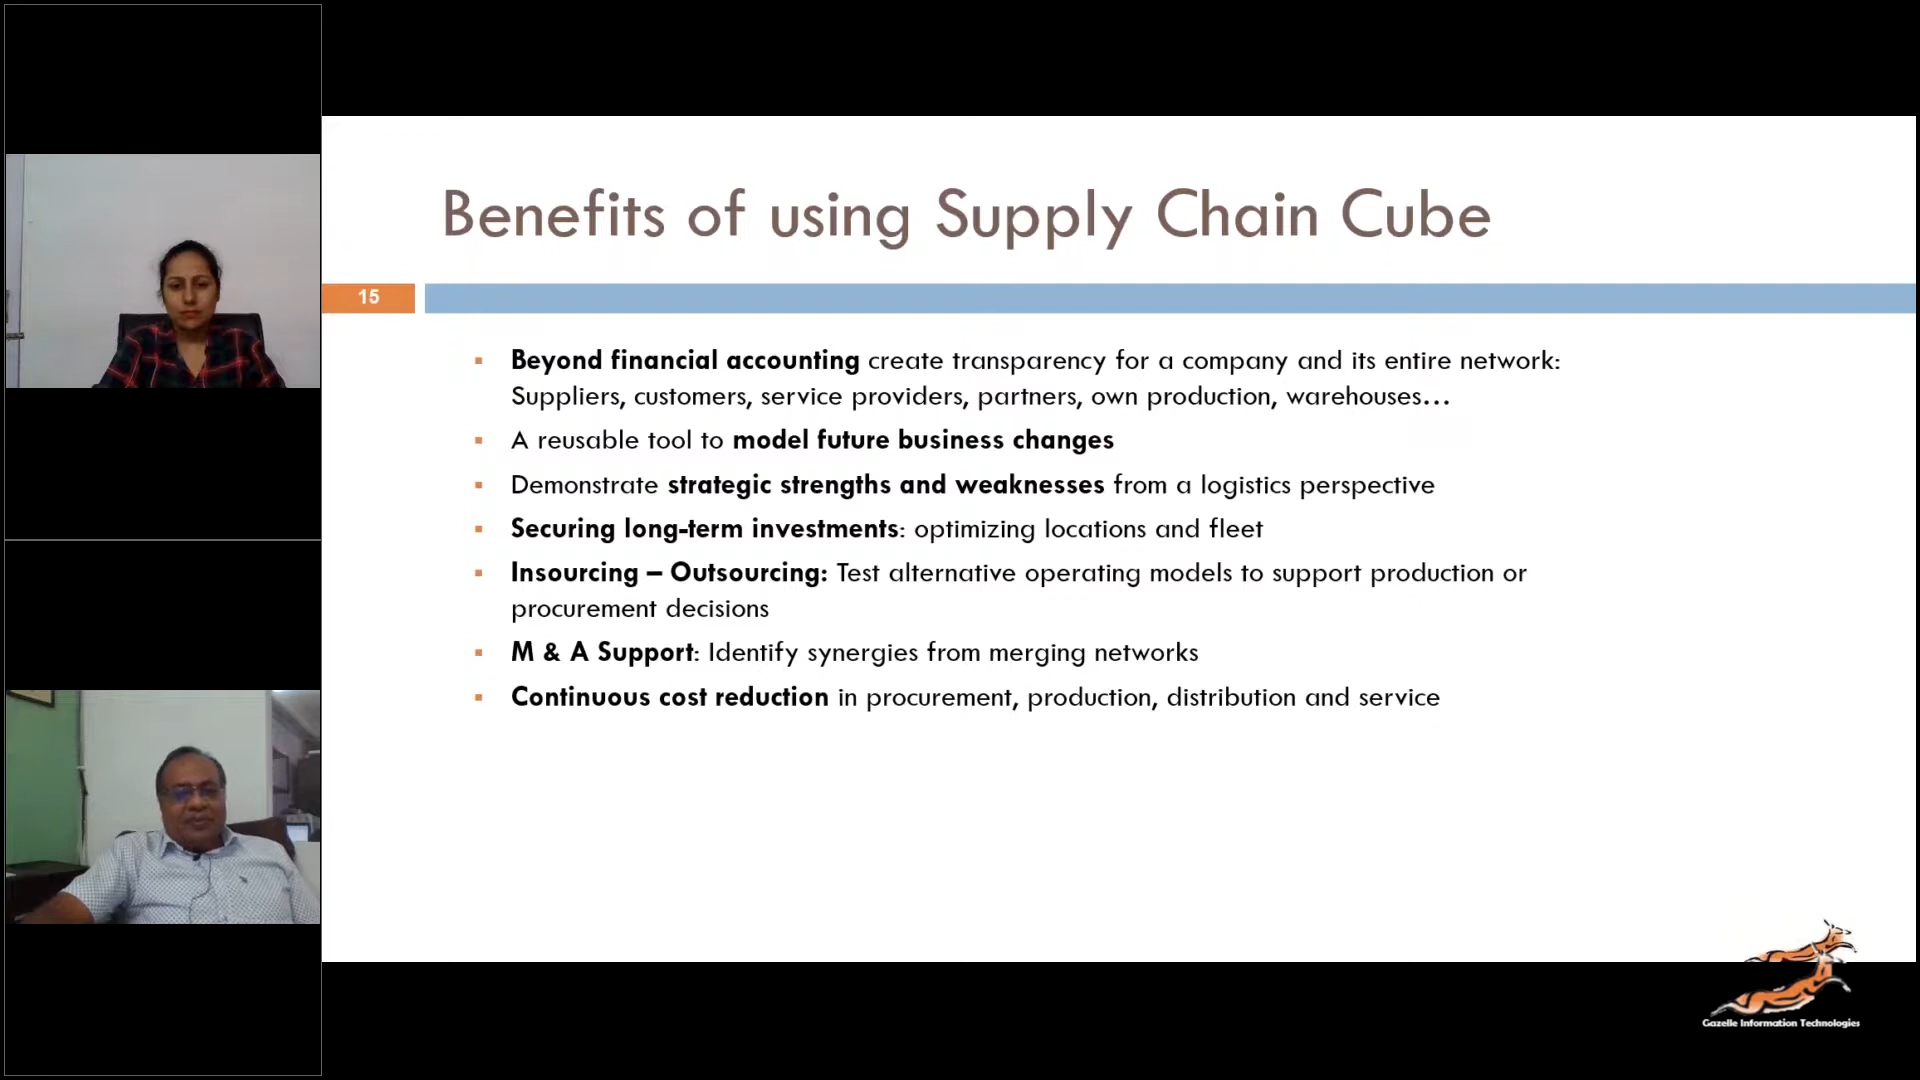 Benefits of using Supply Chain Cube
15
▪ Beyond financial accounting create transparency for a company and its entire network:
Suppliers, customers, service providers, partners, own production, warehouses…
▪ A reusable tool to model future business changes
▪ Demonstrate strategic strengths and weaknesses from a logistics perspective
▪ Securing long-term investments: optimizing locations and fleet
▪ Insourcing – Outsourcing: Test alternative operating models to support production or
procurement decisions
▪ M & A Support: Identify synergies from merging networks
▪ Continuous cost reduction in procurement, production, distribution and service
Gazelle Information Technologies